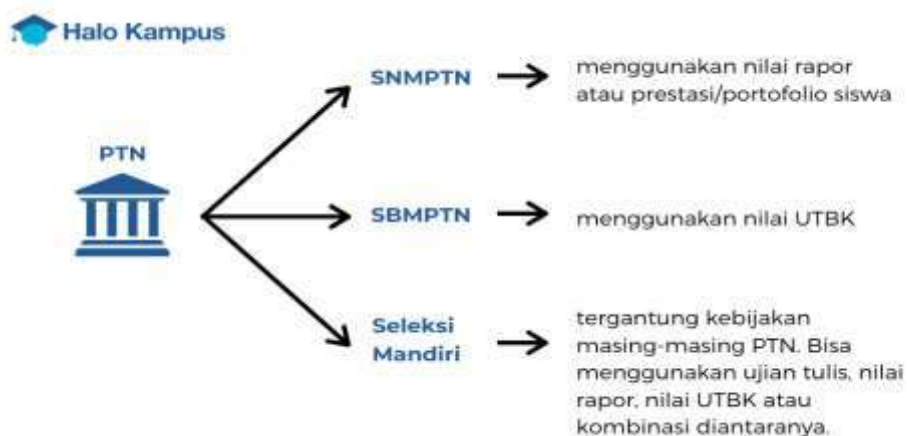 Halo Kampus
PTN
SNMPTN
menggunakan nilai rapor
atau prestasi/portofolio siswa
SBMPTN
menggunakan nilai UTBK
Seleksi
Mandiri
tergantung kebijakan
masing-masing PTN. Bisa
menggunakan ujian tulis, nilai
rapor, nilai UTBK atau
kombinasi diantaranya.